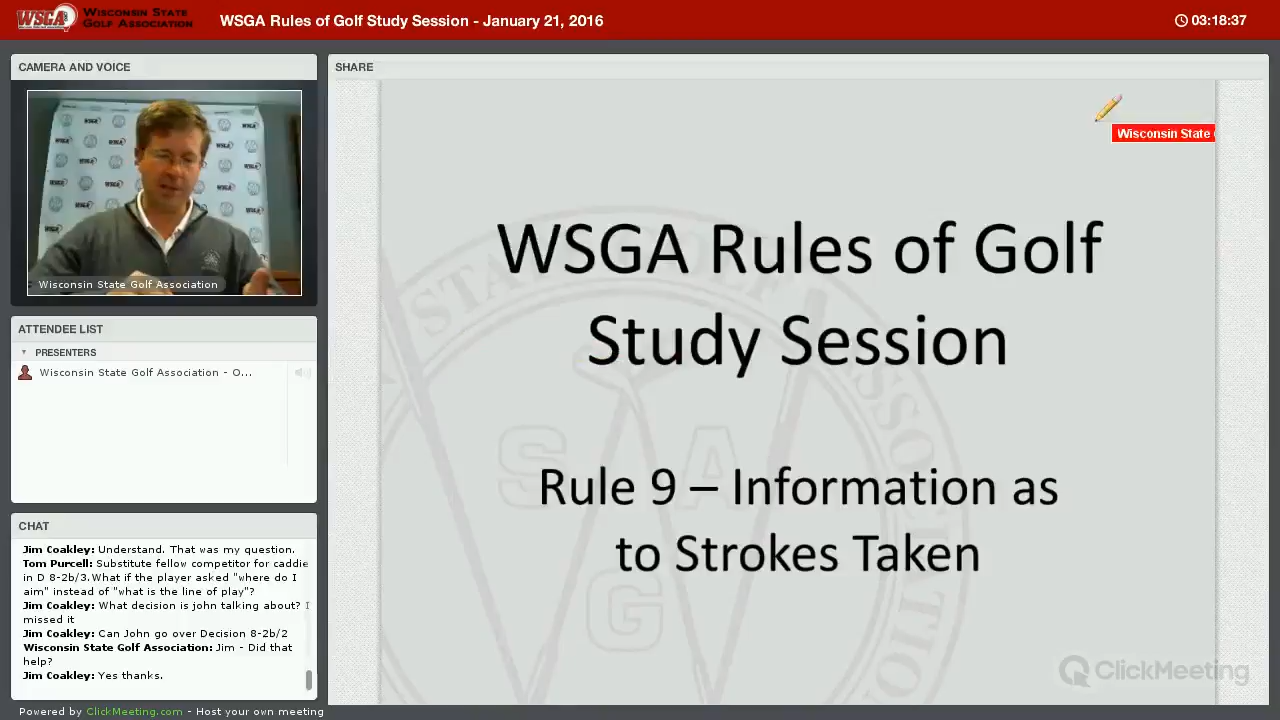 WSGA
WISCONSIN STATE
GOLF ASSOCIATION
WSGA Rules of Golf Study Session - January 21, 2016
03:18:37
CAMERA AND VOICE
Wisconsin State Golf Association
ATTENDEE LIST
PRESENTERS
Wisconsin State Golf Association - O...
CHAT
Jim Coakley: Understand. That was my question.
Tom Purcell: Substitute fellow competitor for caddie
in D 8-2b/3.What if the player asked "where do I
aim" instead of "what is the line of play"?
Jim Coakley: What decision is john talking about? I
missed it
Jim Coakley: Can John go over Decision 8-2b/2
Wisconsin State Golf Association: Jim - Did that
help?
Jim Coakley: Yes thanks.
SHARE
Wisconsin State
WSGA Rules of Golf
Study Session
Rule 9 – Information as
to Strokes Taken
ClickMeeting
Powered by ClickMeeting.com - Host your own meeting